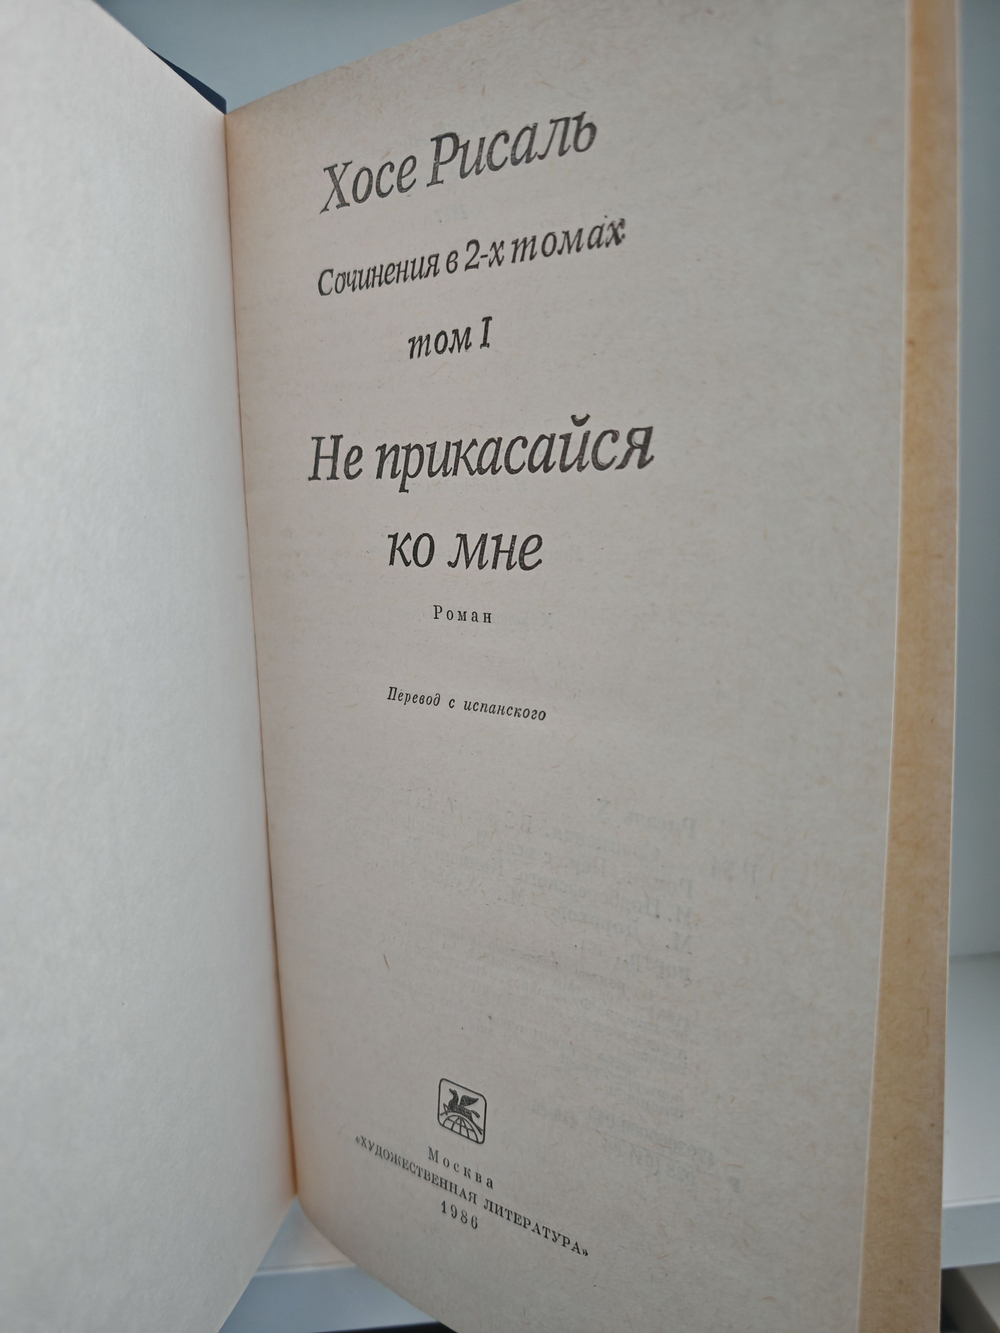 Хосе Рисаль
Сочинения в 2-х томах
том I
Не прикасайся
ко мне
Роман
Перевод с испанского
Москва
«ХУДОЖЕСТВЕННАЯ ЛИТЕРАТУРА»
1986